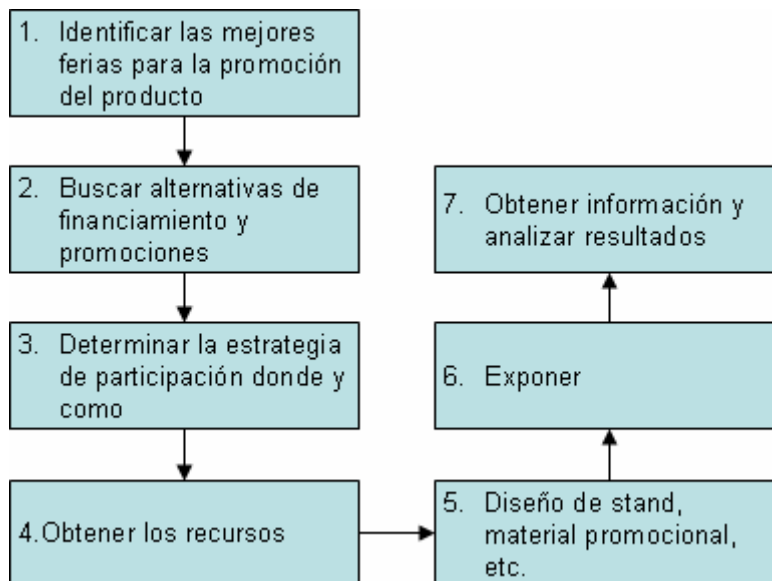 1. Identificar las mejores
ferias para la promoción
del producto
2. Buscar alternativas de
financiamiento y
promociones
3. Determinar la estrategia
de participación donde y
como
4.Obtener los recursos
5. Diseño de stand,
material promocional,
etc.
6. Exponer
7. Obtener información y
analizar resultados